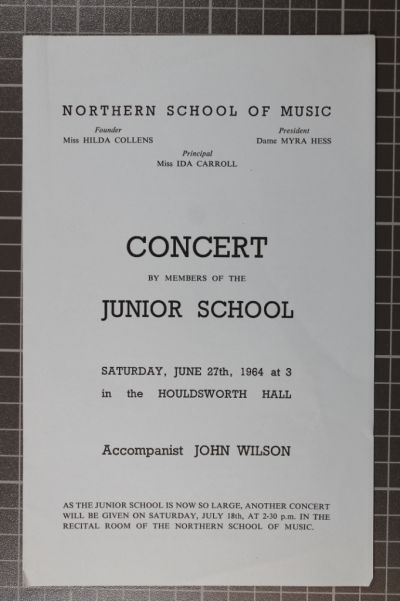 NORTHERN SCHOOL OF MUSIC
Founder
President
Miss HILDA COLLENS
Dame MYRA HESS
Principal
Miss IDA CARROLL
CONCERT
BY MEMBERS OF THE
JUNIOR SCHOOL
SATURDAY, JUNE 27th, 1964 at 3
in the HOULDSWORTH HALL
Accompanist JOHN WILSON
AS THE JUNIOR SCHOOL IS NOW SO LARGE, ANOTHER CONCERT
WILL BE GIVEN ON SATURDAY, JULY 18th, AT 2-30 p.m. IN THE
RECITAL ROOM OF THE NORTHERN SCHOOL OF MUSIC.